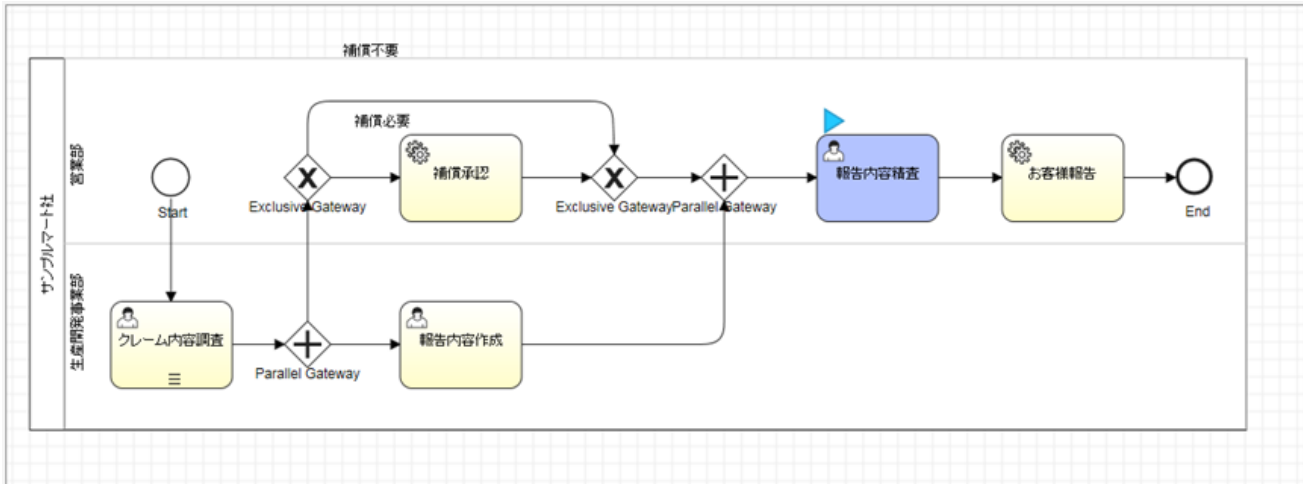 補償不要
サンプルマート社
営業部
Start
Exclusive Gateway
補償必要
補償承認
Exclusive Gateway
Parallel Gateway
報告内容精査
お客様報告
End
生産開発事業部
クレーム内容調査
Parallel Gateway
報告内容作成